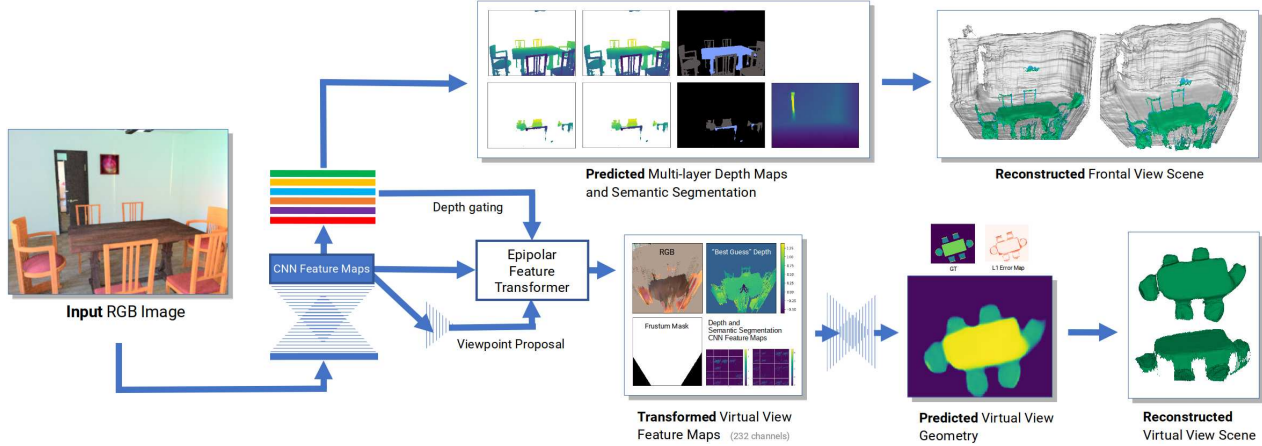 Predicted Multi-layer Depth Maps
and Semantic Segmentation
Reconstructed Frontal View Scene
Depth gating
CNN Feature Maps
Epipolar
Feature
Transformer
Input RGB Image
Viewpoint Proposal
RGB
"Best Guess" Depth
Frustum Mask
Depth and
Semantic Segmentation
CNN Feature Maps
Transformed Virtual View
Feature Maps (232 channels)
GT
L1 Error Map
Predicted Virtual View
Geometry
Reconstructed
Virtual View Scene